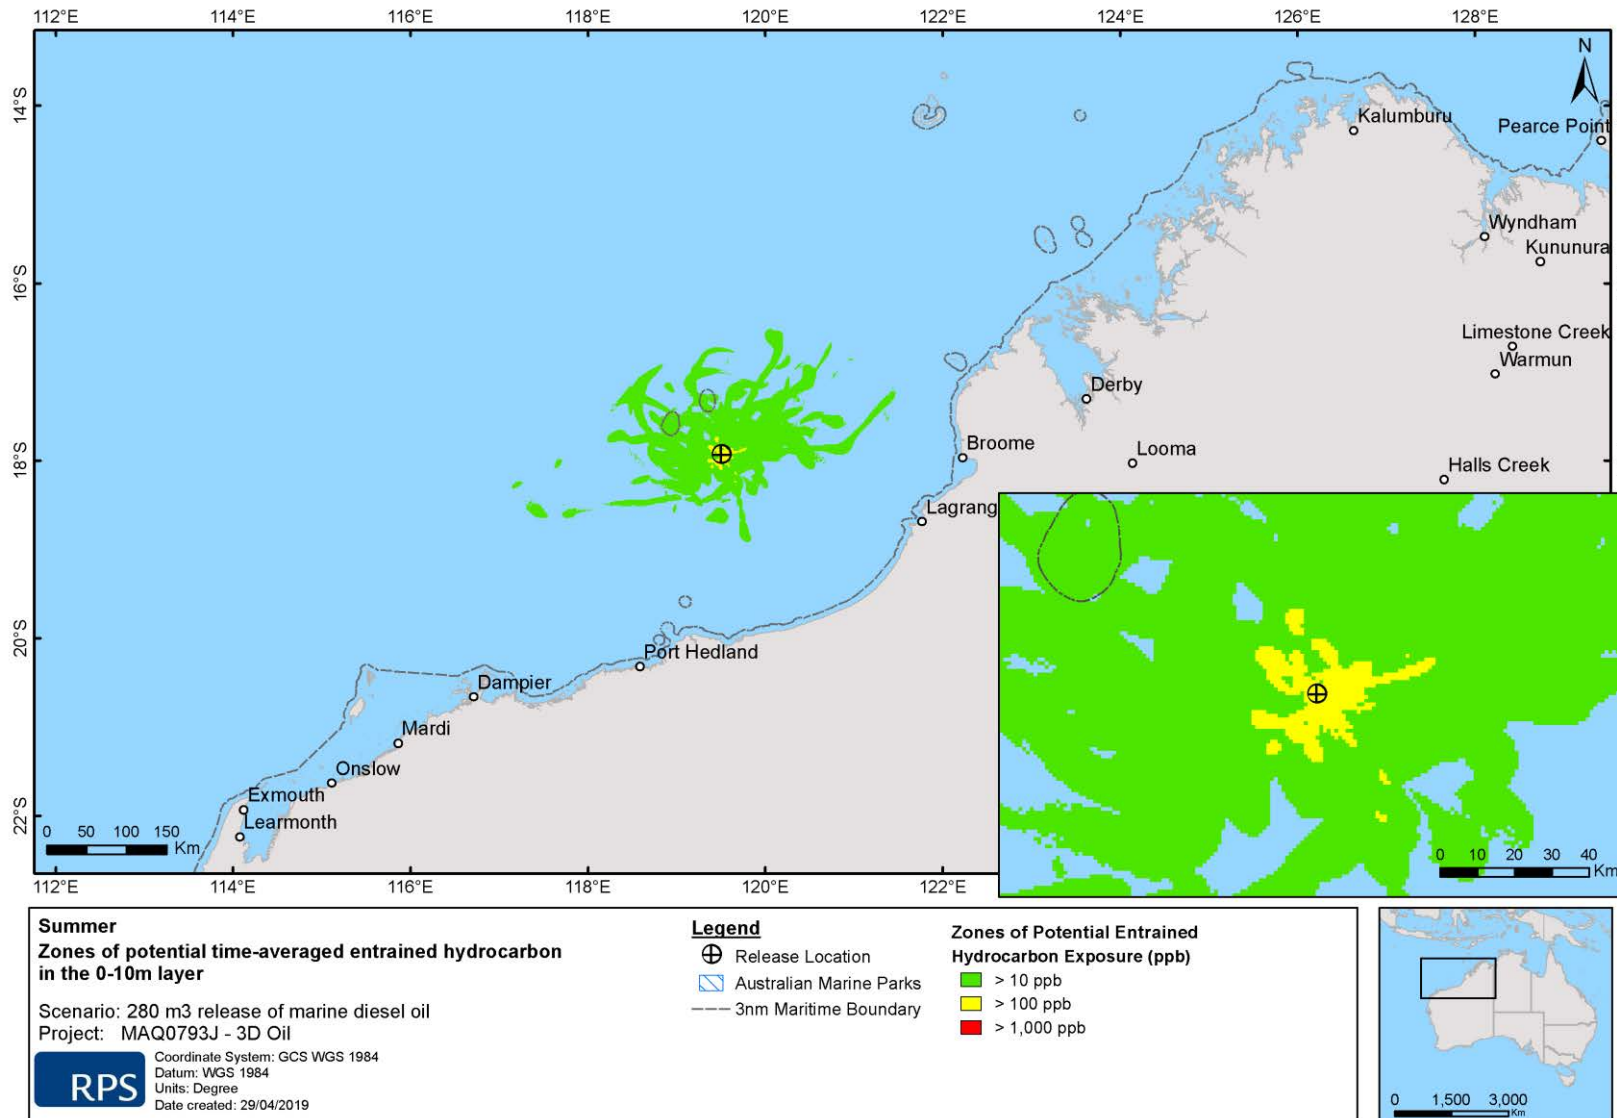 112°E 114°E 116°E 118°E 120°E 122°E 124°E 126°E 128°E
N
14°S
Kalumburu
Pearce Point
Wyndham
Kununura
16°S
Limestone Creek
Warmun
Derby
Broome
Looma
18°S
Halls Creek
Lagrang
20°S
Port Hedland
Dampier
Mardi
Onslow
Exmouth
22°S
Learmonth
0 50 100 150
Km
0 10 20 30 40
Km
112°E 114°E 116°E 118°E 120°E 122°E
Summer
Zones of potential time-averaged entrained hydrocarbon
in the 0-10m layer
Scenario: 280 m3 release of marine diesel oil
Project: MAQ0793J - 3D Oil
RPS
Coordinate System: GCS WGS 1984
Datum: WGS 1984
Units: Degree
Date created: 29/04/2019
Legend
Release Location
Australian Marine Parks
3nm Maritime Boundary
Zones of Potential Entrained
Hydrocarbon Exposure (ppb)
> 10 ppb
> 100 ppb
> 1,000 ppb
0 1,500 3,000
Km